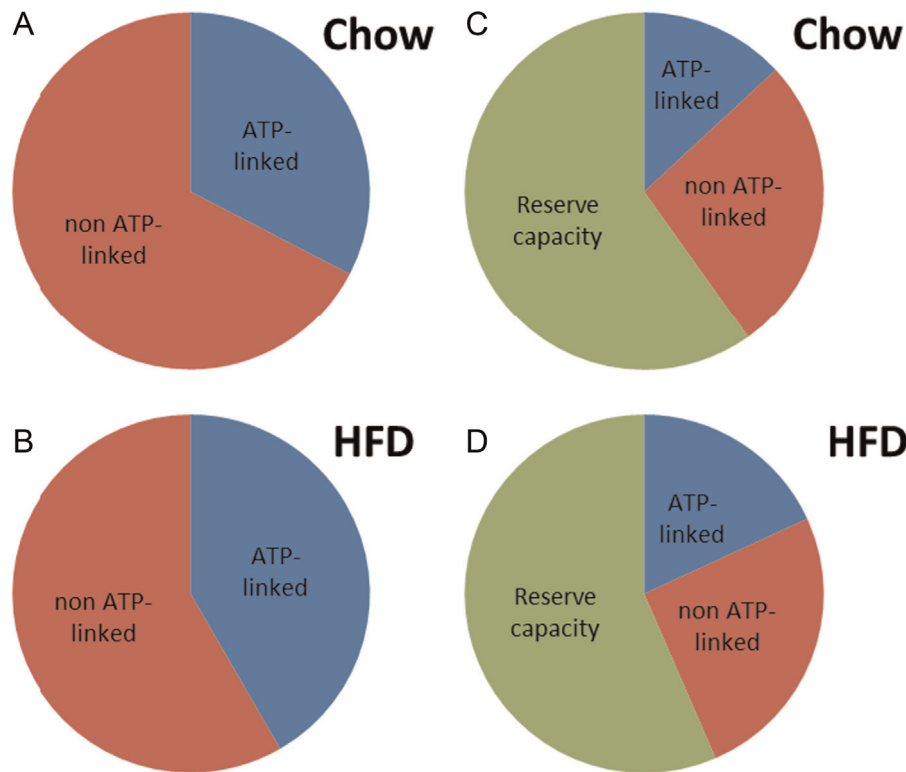 A
Chow
ATP-
linked
non ATP-
linked
C
Chow
ATP-
linked
non ATP-
linked
Reserve
capacity
B
HFD
ATP-
linked
non ATP-
linked
D
HFD
ATP-
linked
Reserve
capacity
non ATP-
linked